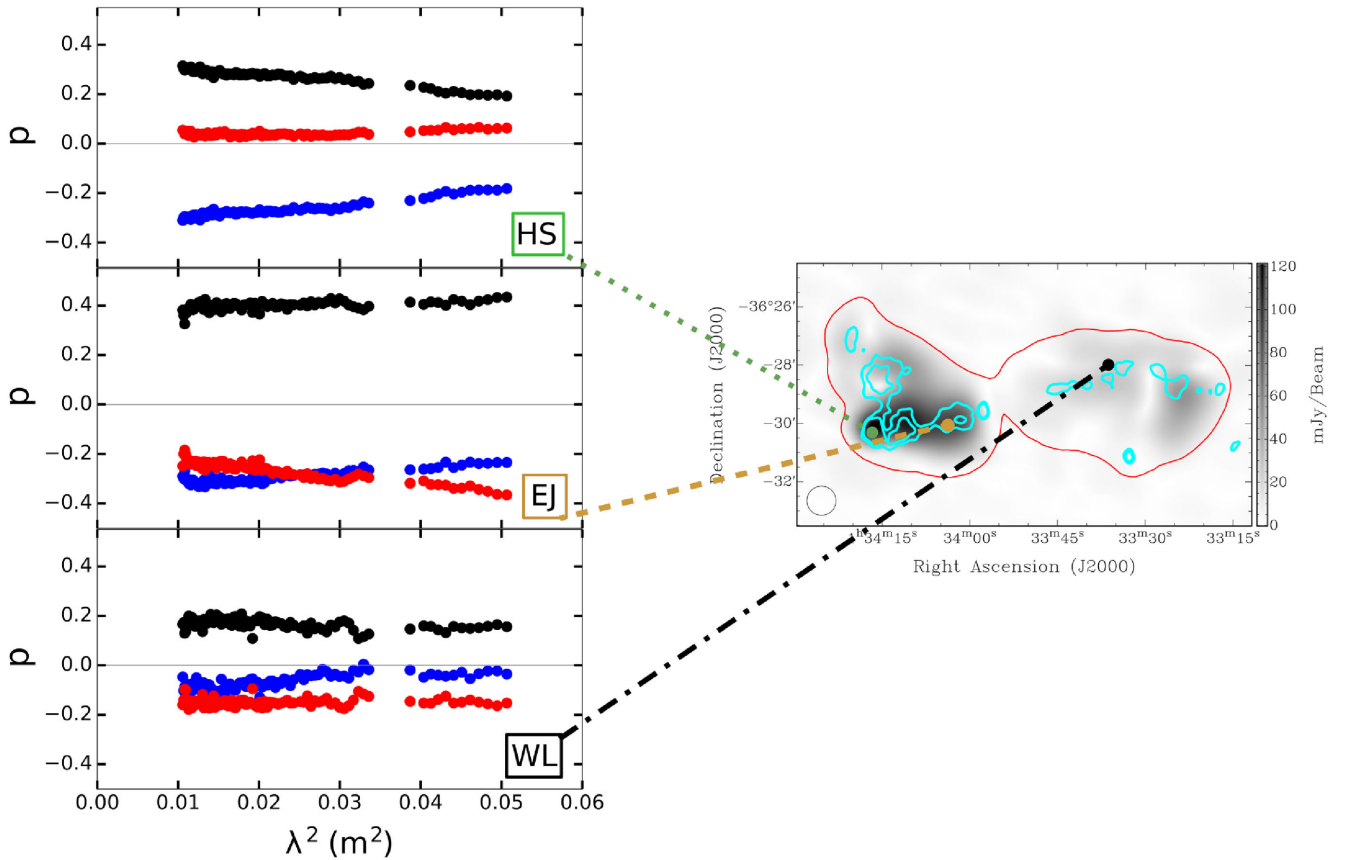 0.4
0.2
p
0.0
−0.2
−0.4
HS
0.4
0.2
p
0.0
−0.2
−0.4
EJ
0.4
0.2
p
0.0
−0.2
−0.4
WL
0.00 0.01 0.02 0.03 0.04 0.05 0.06
λ² (m²)
Declination (J2000)
−36°26′
−28′
−30′
−32′
ʰ34ᵐ15ˢ 34ᵐ00ˢ 33ᵐ45ˢ 33ᵐ30ˢ 33ᵐ15ˢ
Right Ascension (J2000)
120
100
80
60
40
20
0
mJy/Beam